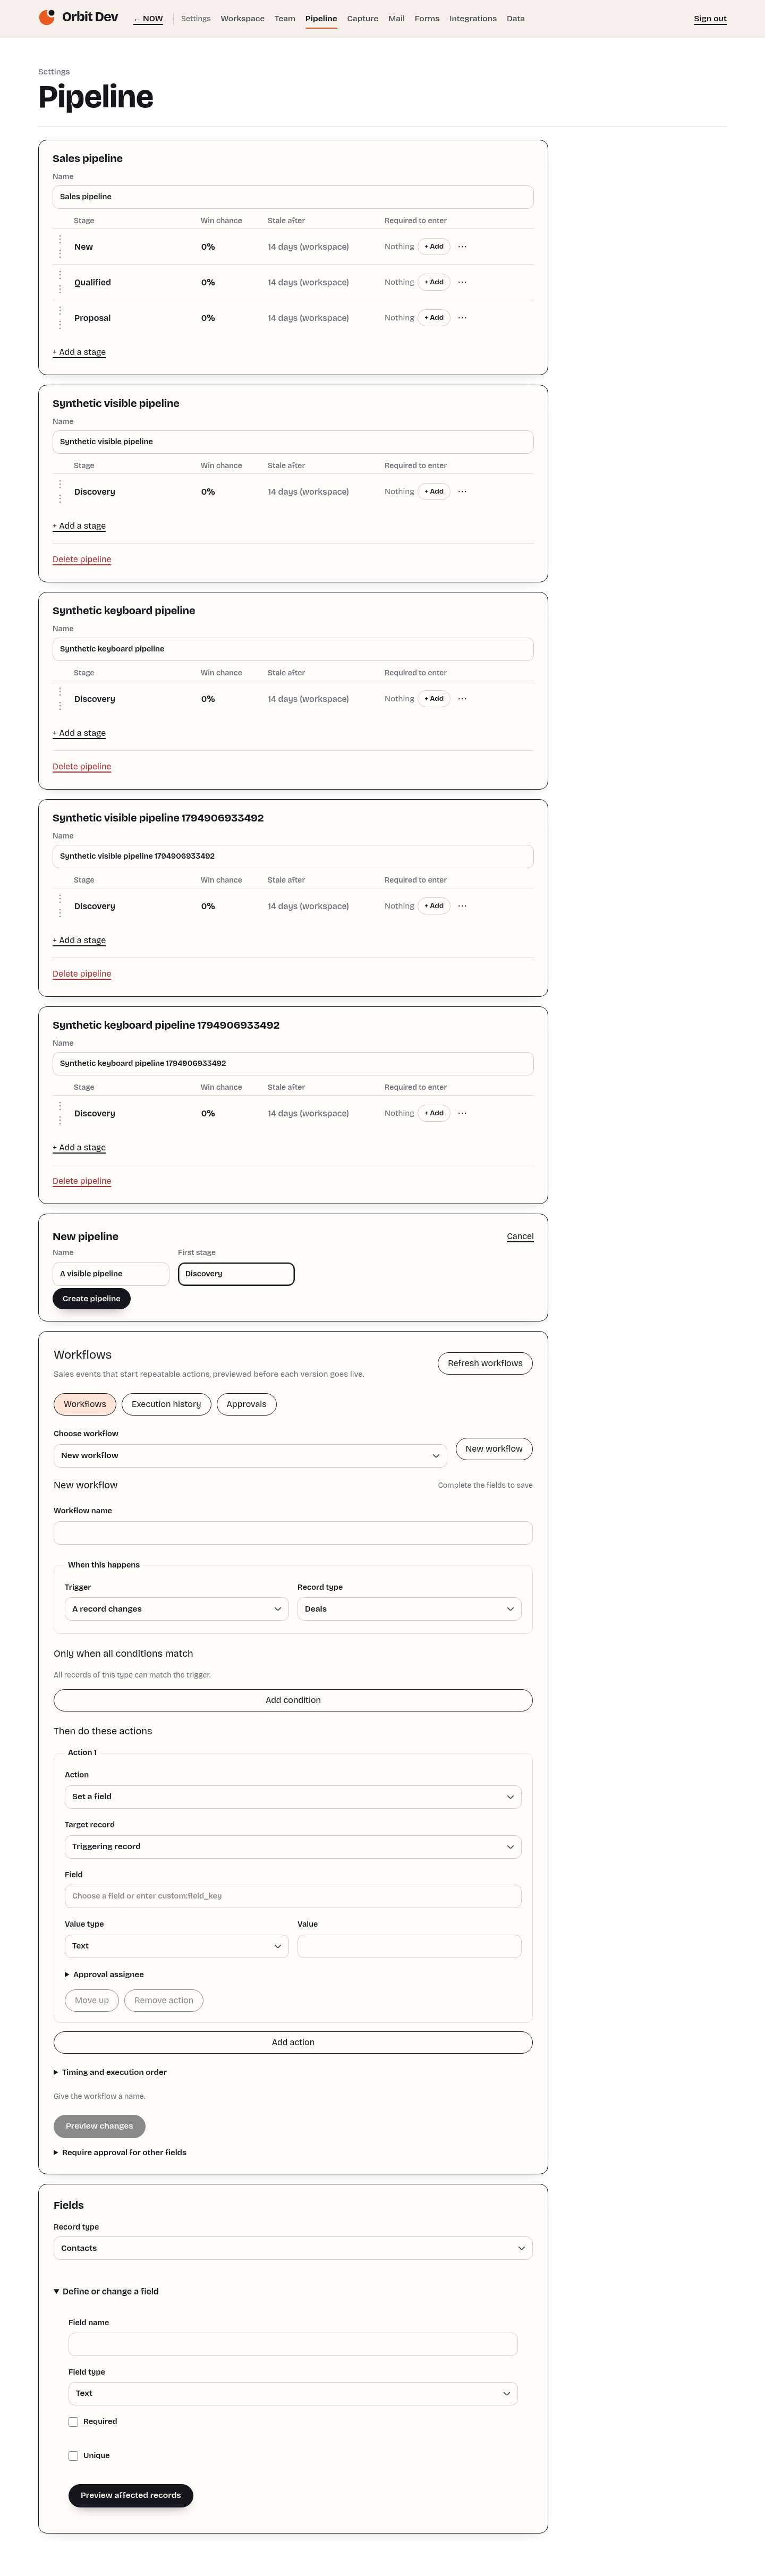 Orbit Dev
← NOW
Settings
Workspace
Team
Pipeline
Capture
Mail
Forms
Integrations
Data
Sign out
Settings
Pipeline
Sales pipeline
Name
Sales pipeline
Stage Win chance Stale after Required to enter
New 0% 14 days (workspace) Nothing + Add ···
Qualified 0% 14 days (workspace) Nothing + Add ···
Proposal 0% 14 days (workspace) Nothing + Add ···
+ Add a stage
Synthetic visible pipeline
Name
Synthetic visible pipeline
Stage Win chance Stale after Required to enter
Discovery 0% 14 days (workspace) Nothing + Add ···
+ Add a stage
Delete pipeline
Synthetic keyboard pipeline
Name
Synthetic keyboard pipeline
Stage Win chance Stale after Required to enter
Discovery 0% 14 days (workspace) Nothing + Add ···
+ Add a stage
Delete pipeline
Synthetic visible pipeline 1794906933492
Name
Synthetic visible pipeline 1794906933492
Stage Win chance Stale after Required to enter
Discovery 0% 14 days (workspace) Nothing + Add ···
+ Add a stage
Delete pipeline
Synthetic keyboard pipeline 1794906933492
Name
Synthetic keyboard pipeline 1794906933492
Stage Win chance Stale after Required to enter
Discovery 0% 14 days (workspace) Nothing + Add ···
+ Add a stage
Delete pipeline
New pipeline
Cancel
Name First stage
A visible pipeline Discovery
Create pipeline
Workflows
Sales events that start repeatable actions, previewed before each version goes live.
Refresh workflows
Workflows Execution history Approvals
Choose workflow
New workflow
New workflow
New workflow
Complete the fields to save
Workflow name
When this happens
Trigger Record type
A record changes Deals
Only when all conditions match
All records of this type can match the trigger.
Add condition
Then do these actions
Action 1
Action
Set a field
Target record
Triggering record
Field
Choose a field or enter custom:field_key
Value type Value
Text
Approval assignee
Move up Remove action
Add action
Timing and execution order
Give the workflow a name.
Preview changes
Require approval for other fields
Fields
Record type
Contacts
Define or change a field
Field name
Field type
Text
Required
Unique
Preview affected records